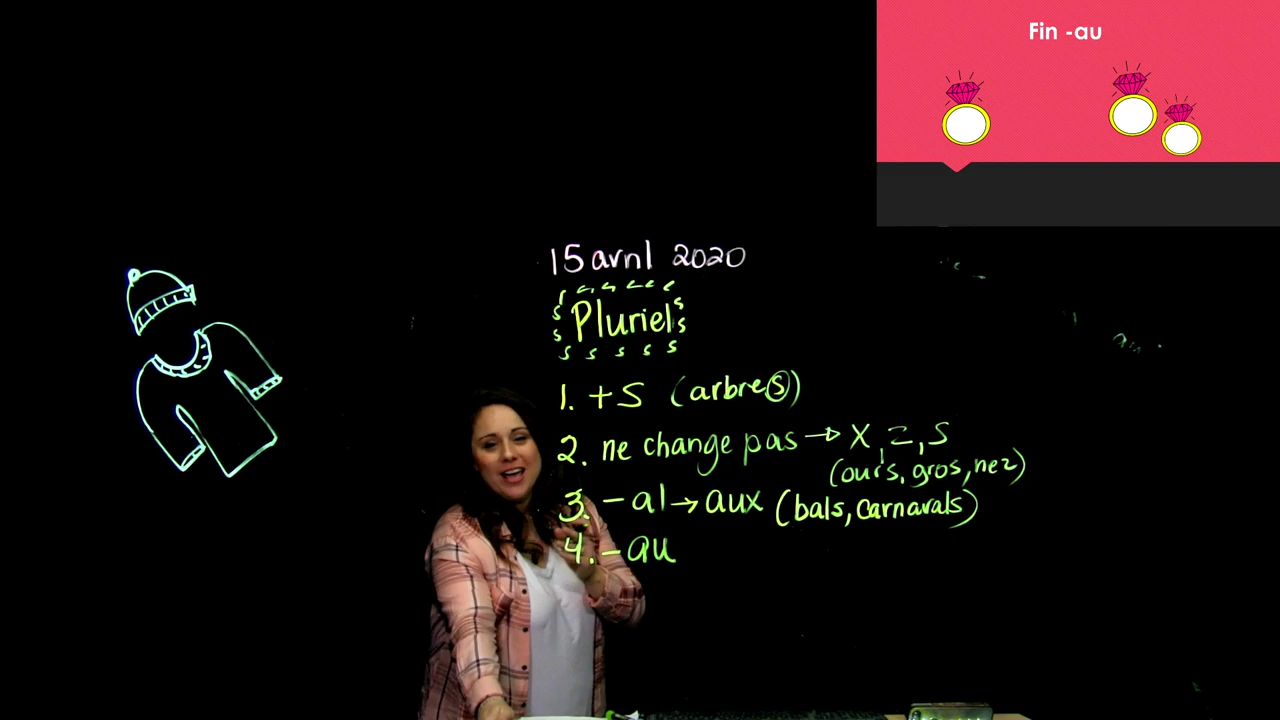 Fin -au
15 avril 2020
Pluriel
1. +S (arbres)
2. ne change pas → X, Z, S
(ours, gros, nez)
3. -al → aux (bals, carnavals)
4. -au